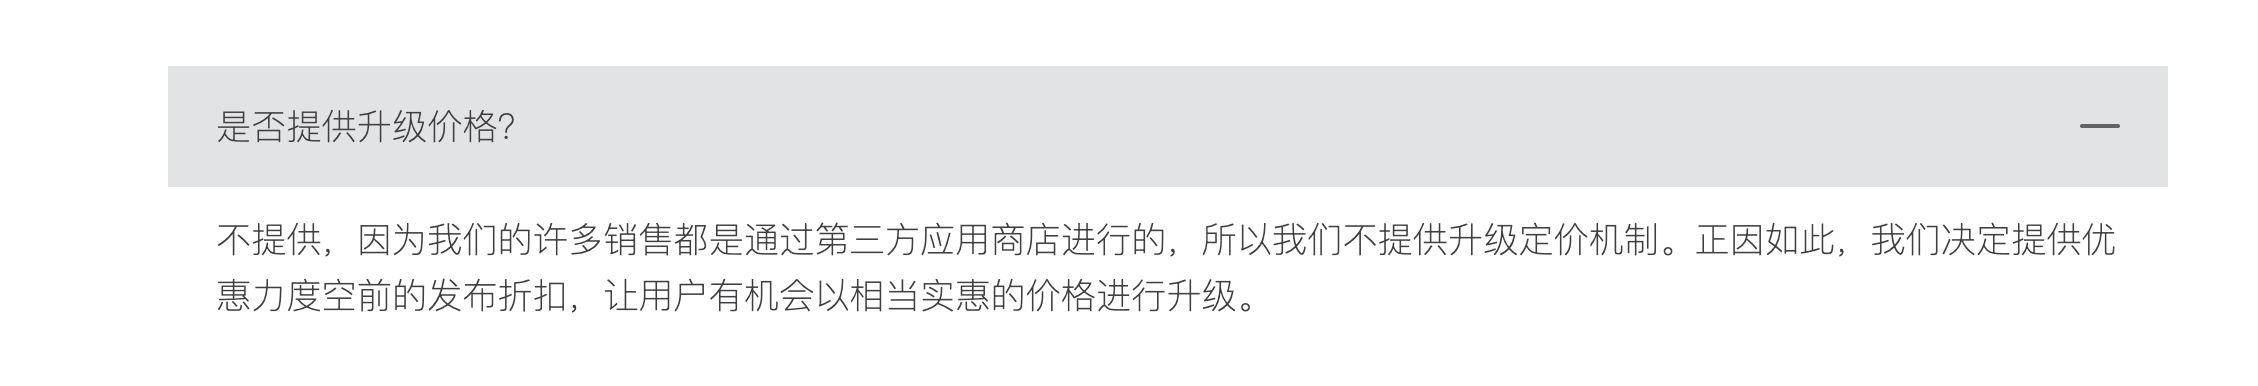 是否提供升级价格？
不提供，因为我们的许多销售都是通过第三方应用商店进行的，所以我们不提供升级定价机制。正因如此，我们决定提供优
惠力度空前的发布折扣，让用户有机会以相当实惠的价格进行升级。